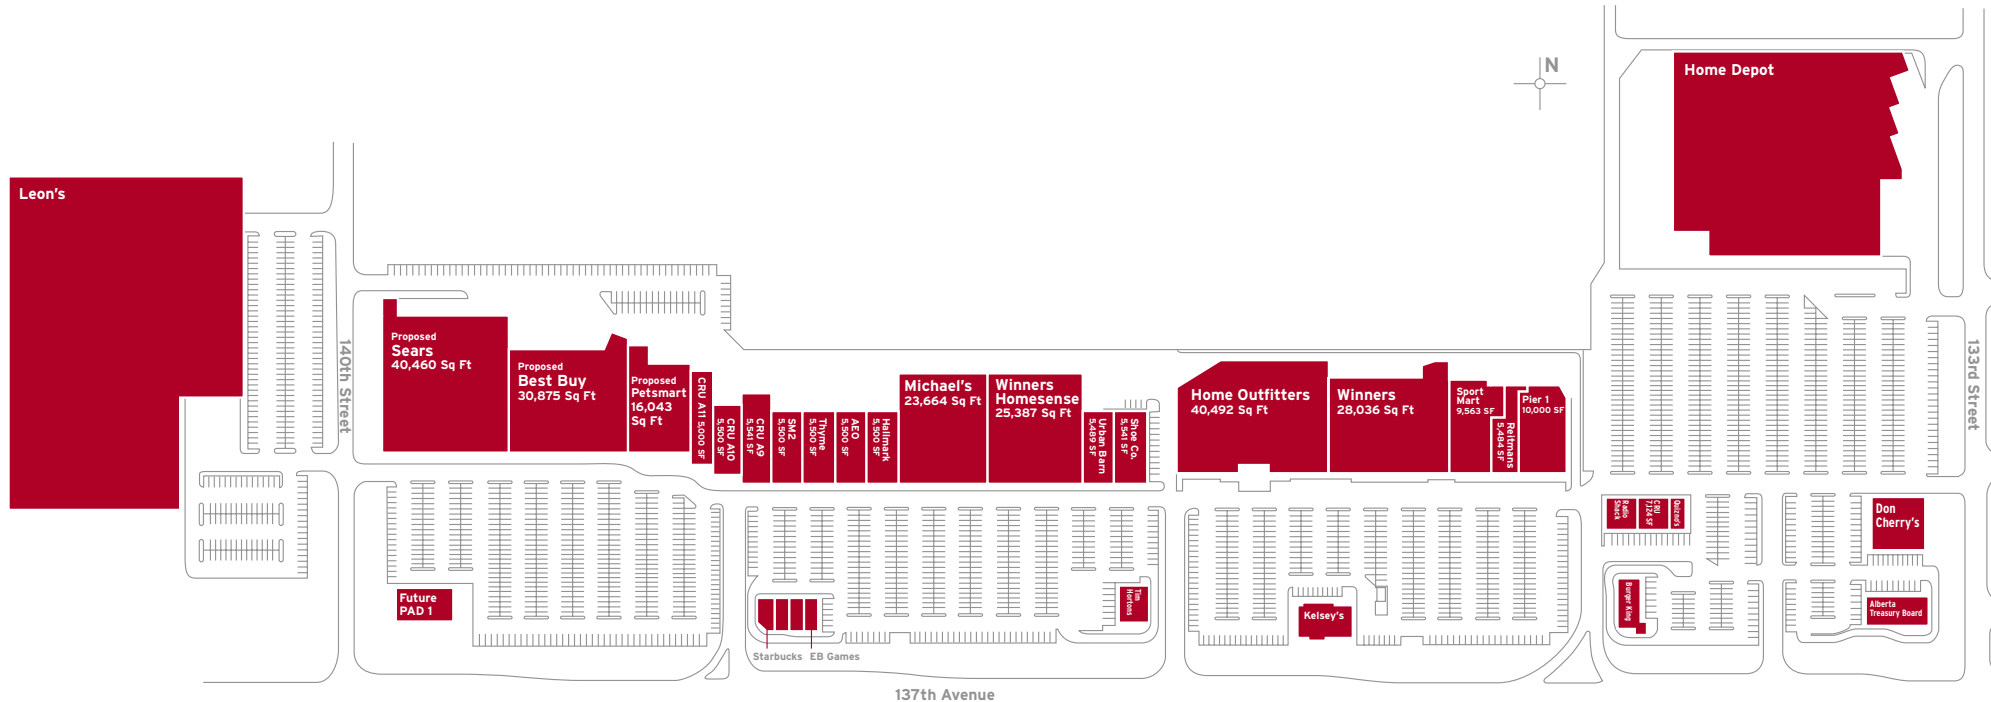 N
Home Depot
Leon's
140th Street
133rd Street
Proposed
Sears
40,460 Sq Ft
Proposed
Best Buy
30,875 Sq Ft
Proposed
Petsmart
16,043
Sq Ft
CRU A11 5,000 SF
CRU A10
5,500 SF
CRU A9
5,541 SF
SM2
5,500 SF
Thyme
5,500 SF
AEO
5,500 SF
Hallmark
5,500 SF
Michael's
23,664 Sq Ft
Winners
Homesense
25,387 Sq Ft
Urban Barn
5,489 SF
Shoe Co.
5,541 SF
Home Outfitters
40,492 Sq Ft
Winners
28,036 Sq Ft
Sport
Mart
9,563 SF
Reitmans
5,484 SF
Pier 1
10,000 SF
Radio
Shack
CRU
7,124 SF
Quizno's
Don
Cherry's
Future
PAD 1
Tim
Hortons
Kelsey's
Burger King
Alberta
Treasury Board
Starbucks
EB Games
137th Avenue